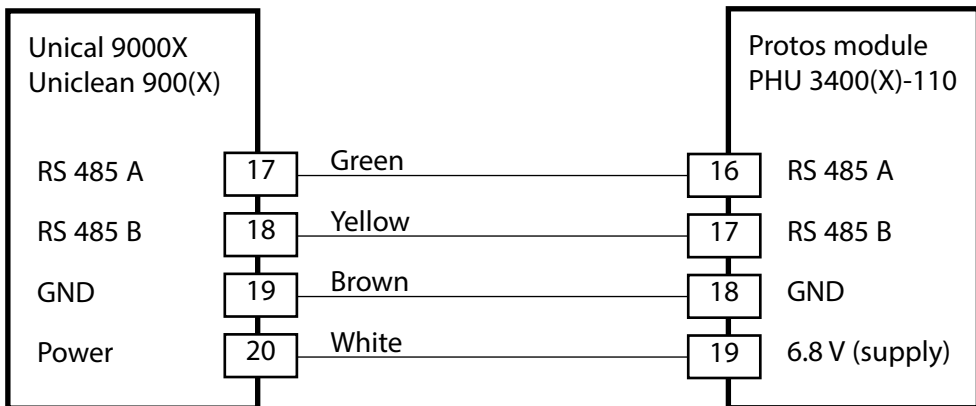 Unical 9000X
Uniclean 900(X)
Protos module
PHU 3400(X)-110
RS 485 A 17 Green 16 RS 485 A
RS 485 B 18 Yellow 17 RS 485 B
GND 19 Brown 18 GND
Power 20 White 19 6.8 V (supply)